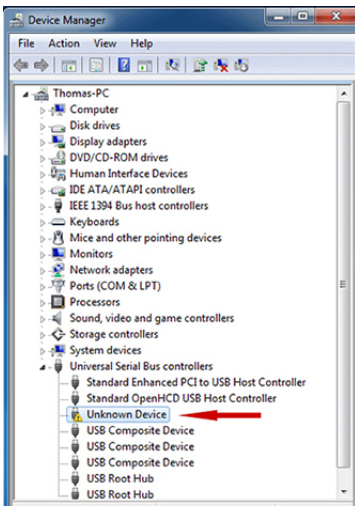 Device Manager
File Action View Help
Thomas-PC
Computer
Disk drives
Display adapters
DVD/CD-ROM drives
Human Interface Devices
IDE ATA/ATAPI controllers
IEEE 1394 Bus host controllers
Keyboards
Mice and other pointing devices
Monitors
Network adapters
Ports (COM & LPT)
Processors
Sound, video and game controllers
Storage controllers
System devices
Universal Serial Bus controllers
Standard Enhanced PCI to USB Host Controller
Standard OpenHCD USB Host Controller
Unknown Device
USB Composite Device
USB Composite Device
USB Composite Device
USB Root Hub
USB Root Hub